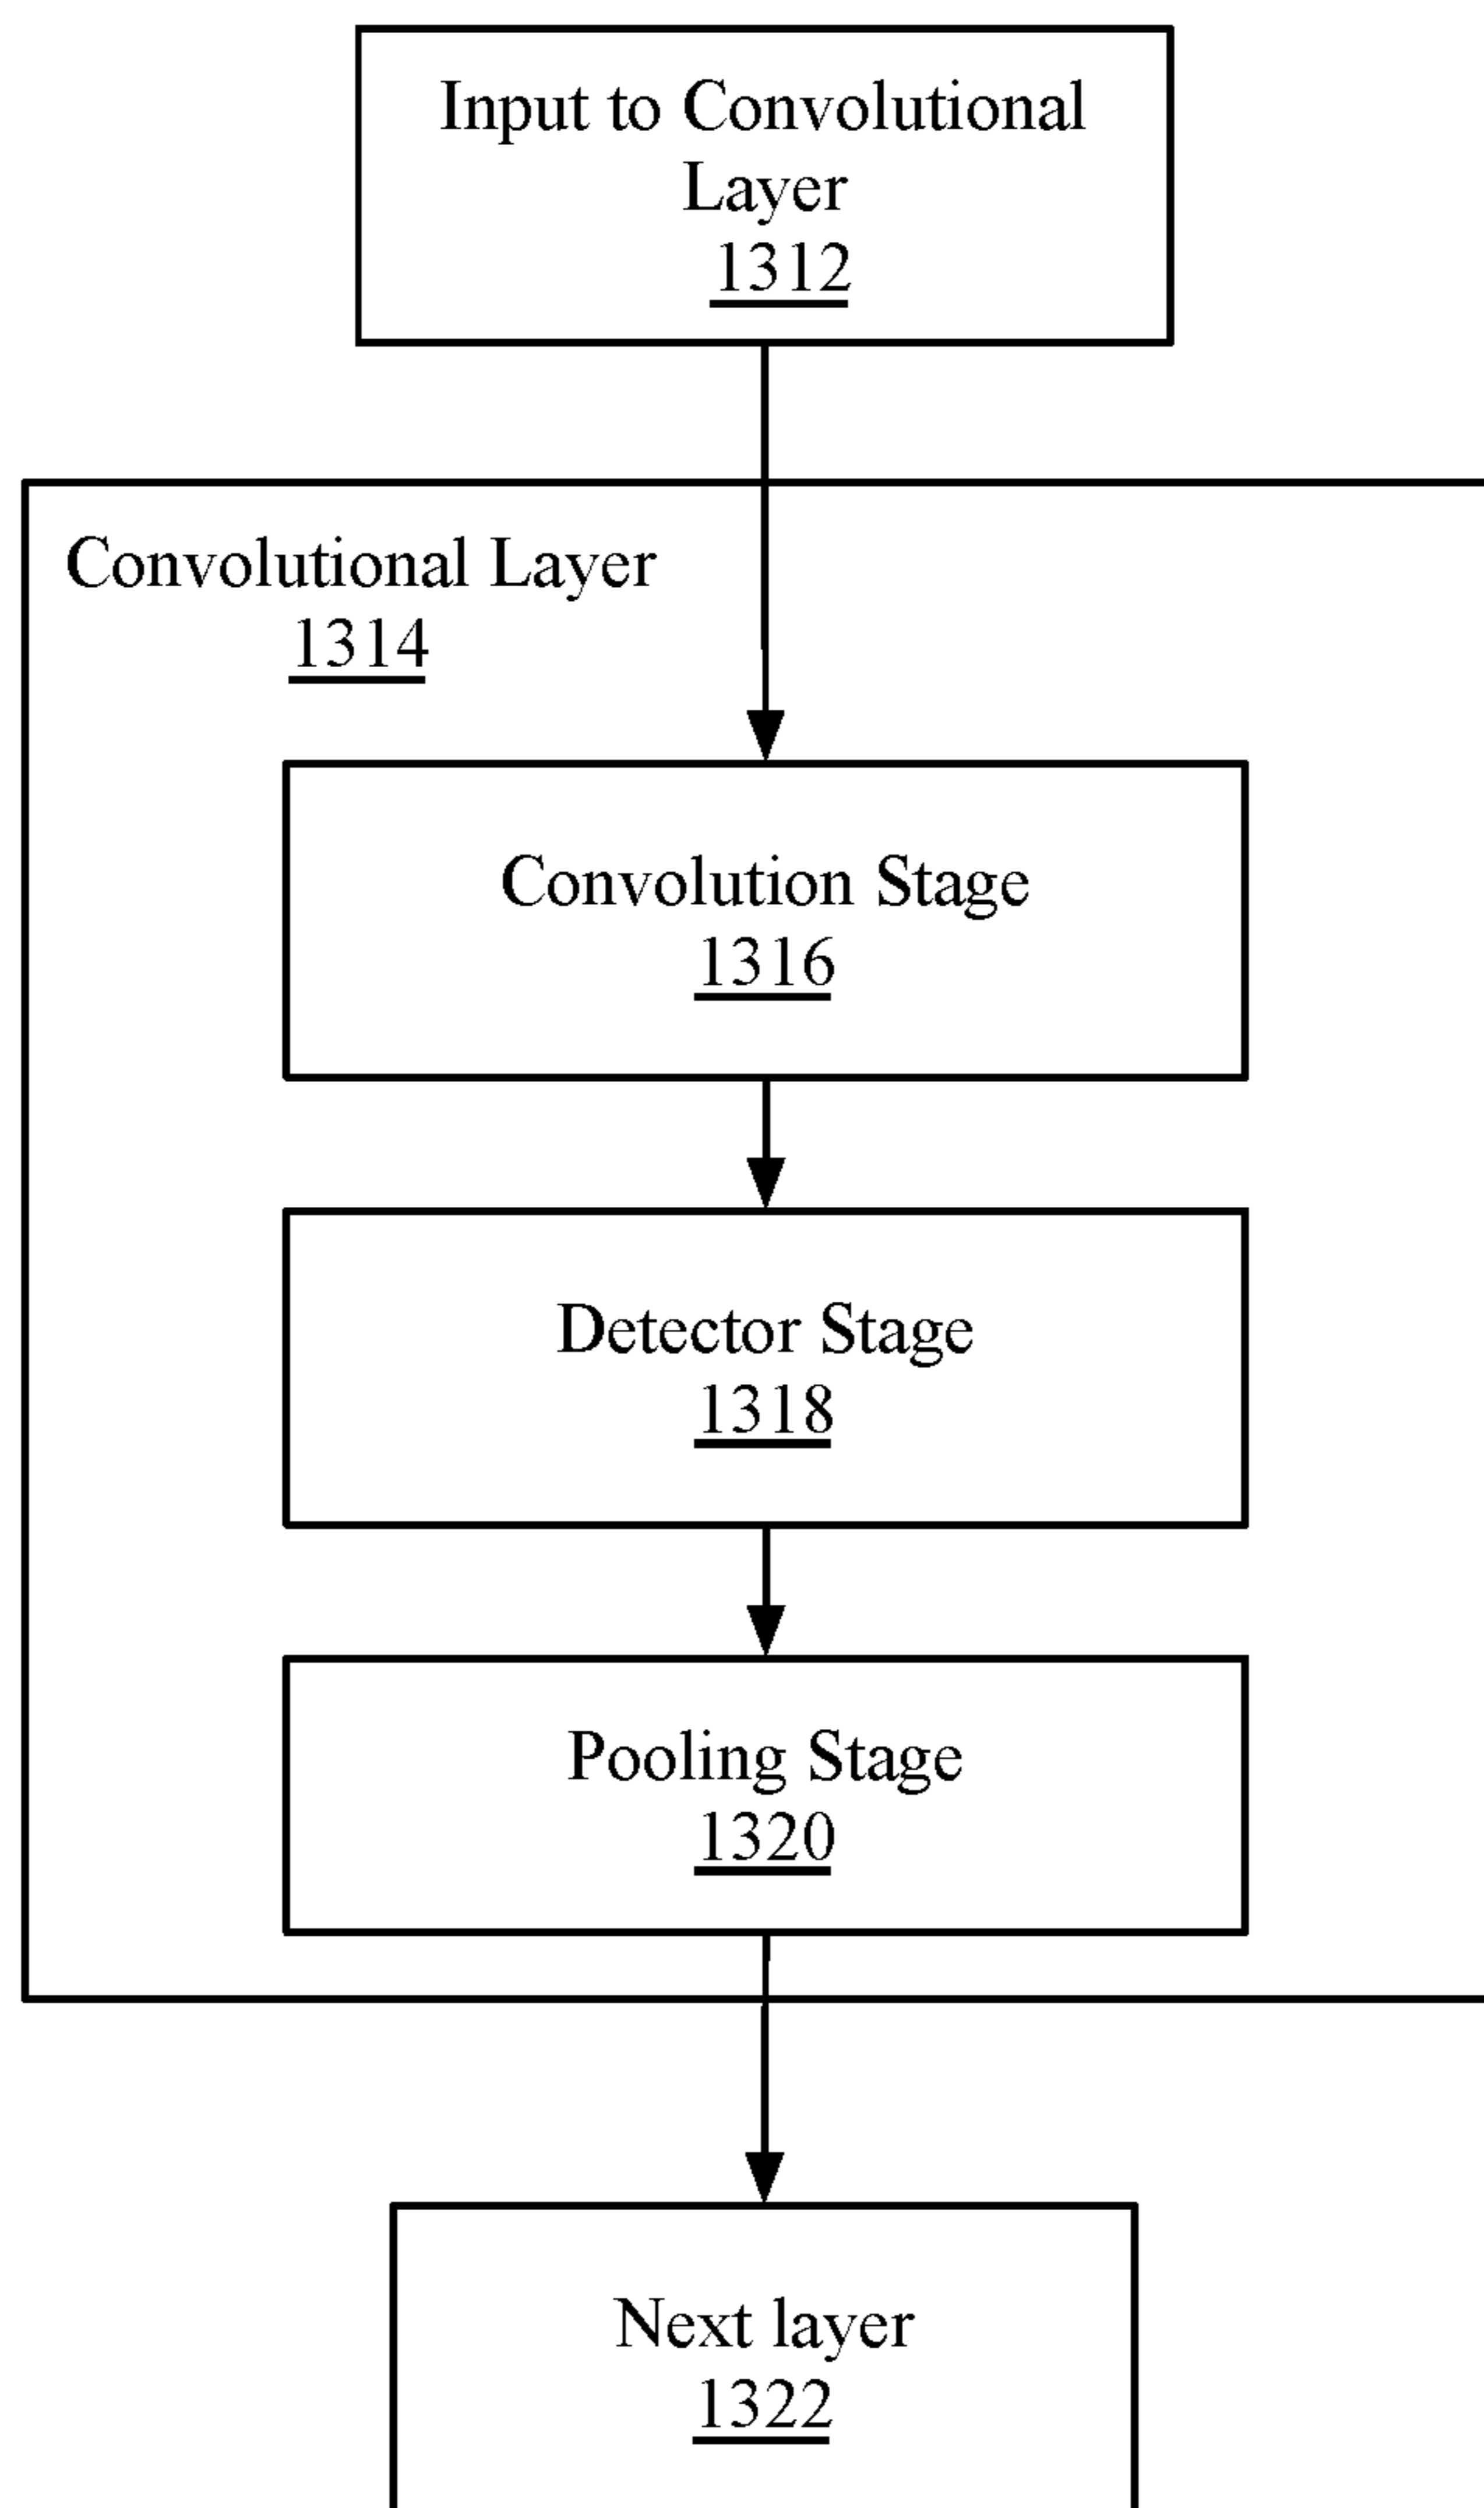 Input to Convolutional
Layer
1312
Convolutional Layer
1314
Convolution Stage
1316
Detector Stage
1318
Pooling Stage
1320
Next layer
1322